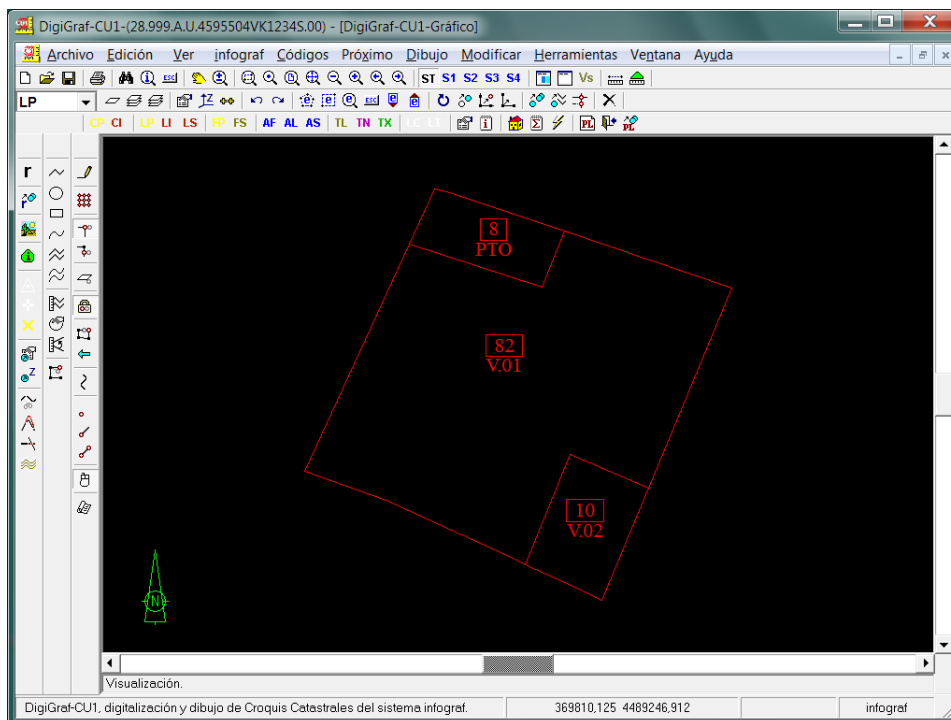 DigiGraf-CU1-(28.999.A.U.4595504VK1234S.00) - [DigiGraf-CU1-Gráfico]
Archivo Edición Ver infograf Códigos Próximo Dibujo Modificar Herramientas Ventana Ayuda
ESC ST S1 S2 S3 S4 Vs
LP
CP CI LP LI LS FP FS AF AL AS TL TN TX LC LT PL PL
r
8
PTO
82
V.01
10
V.02
N
Visualización.
DigiGraf-CU1, digitalización y dibujo de Croquis Catastrales del sistema infograf. 369810,125 4489246,912 infograf